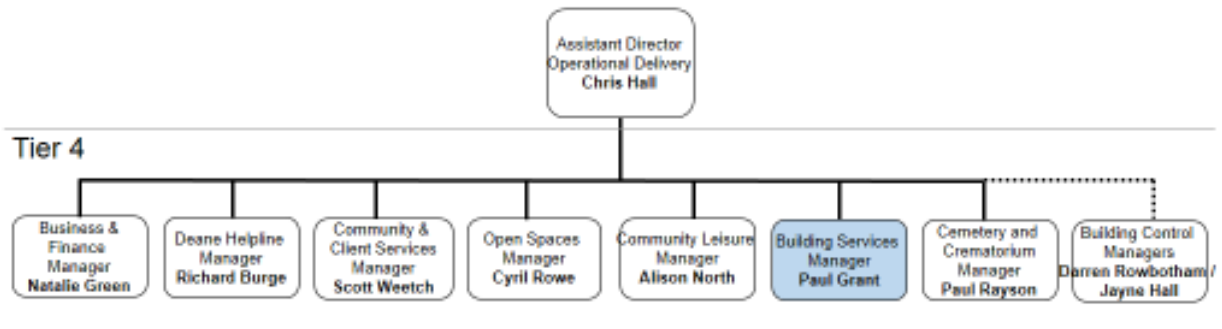 Assistant Director
Operational Delivery
Chris Hall
Tier 4
Business &
Finance
Manager
Natalie Green
Deane Helpline
Manager
Richard Burge
Community &
Client Services
Manager
Scott Weetch
Open Spaces
Manager
Cyril Rowe
Community Leisure
Manager
Alison North
Building Services
Manager
Paul Grant
Cemetery and
Crematorium
Manager
Paul Rayson
Building Control
Managers
Darren Rowbotham /
Jayne Hall